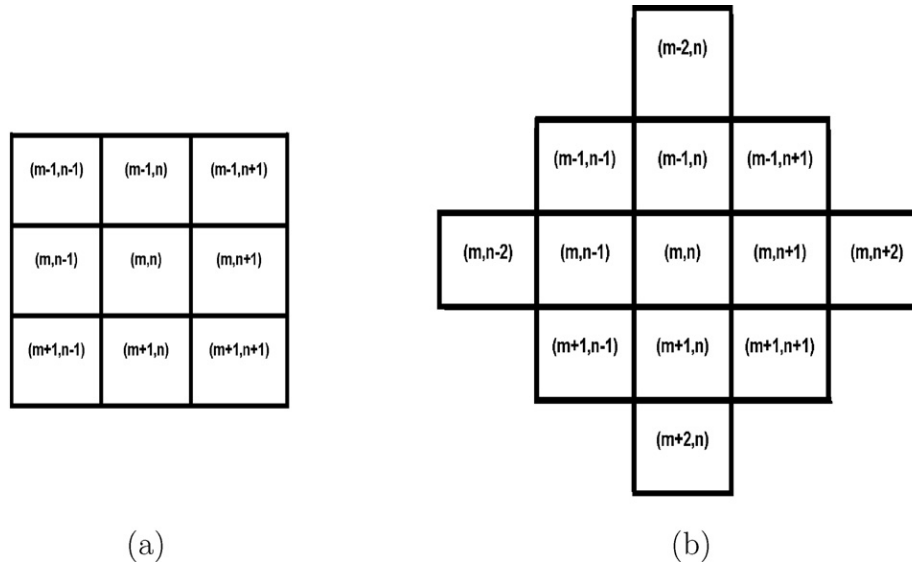 (m-1,n-1) (m-1,n) (m-1,n+1)
(m,n-1) (m,n) (m,n+1)
(m+1,n-1) (m+1,n) (m+1,n+1)
(a)
(m-2,n)
(m-1,n-1) (m-1,n) (m-1,n+1)
(m,n-2) (m,n-1) (m,n) (m,n+1) (m,n+2)
(m+1,n-1) (m+1,n) (m+1,n+1)
(m+2,n)
(b)